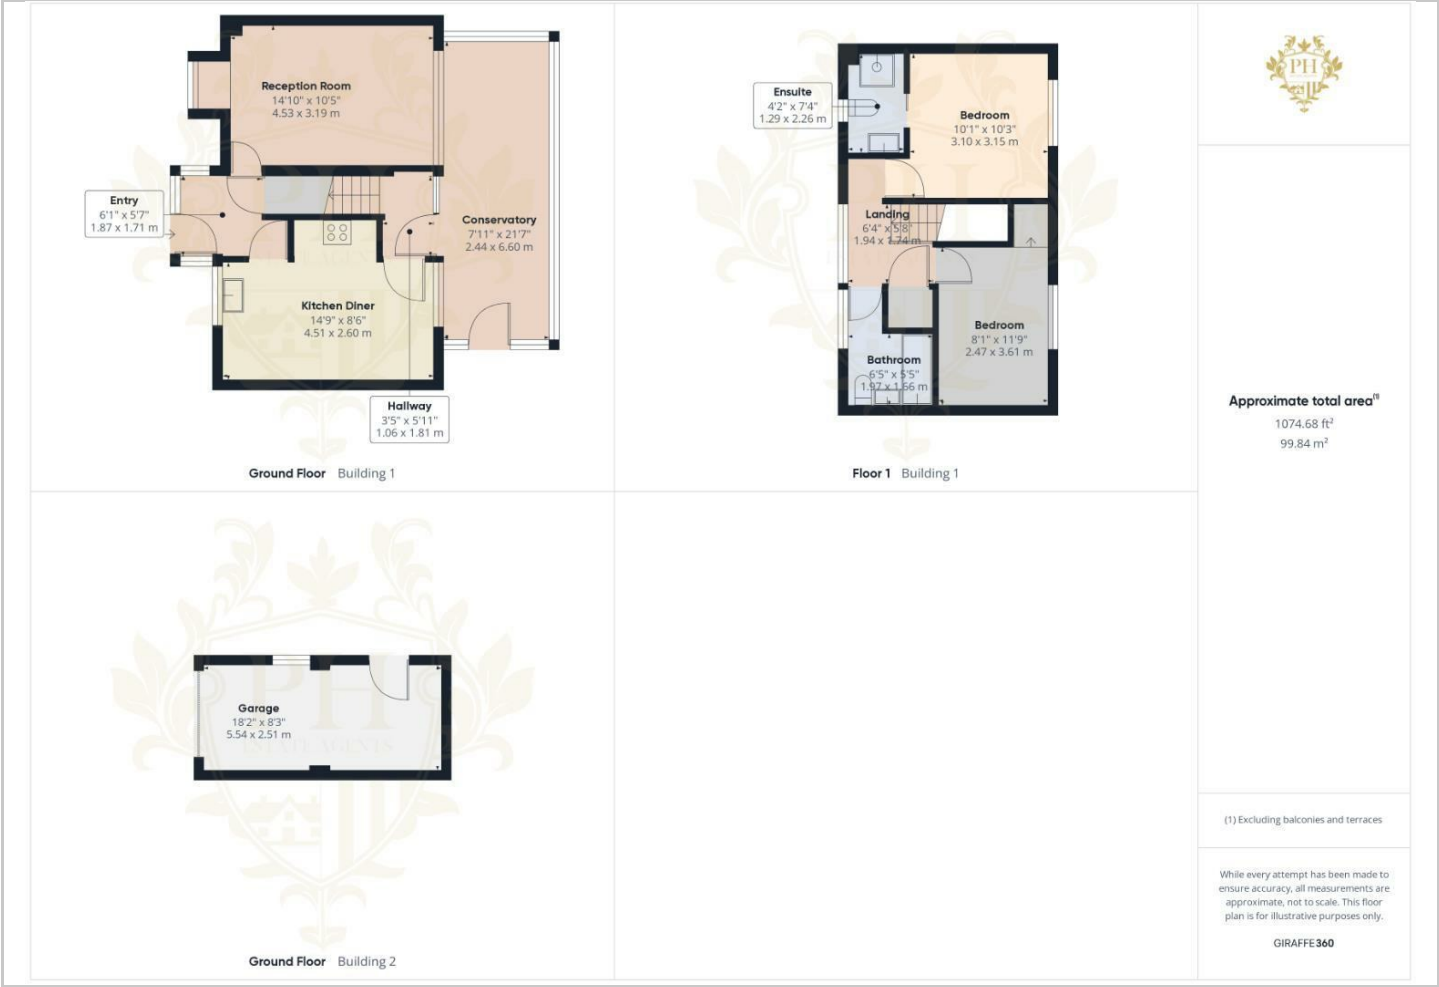 Reception Room
14'10" x 10'5"
4.53 x 3.19 m
Entry
6'1" x 5'7"
1.87 x 1.71 m
Conservatory
7'11" x 21'7"
2.44 x 6.60 m
Kitchen Diner
14'9" x 8'6"
4.51 x 2.60 m
Hallway
3'5" x 5'11"
1.06 x 1.81 m
Ground Floor Building 1
Ensuite
4'2" x 7'4"
1.29 x 2.26 m
Bedroom
10'1" x 10'3"
3.10 x 3.15 m
Landing
6'4" x 5'8"
1.94 x 1.74 m
Bedroom
8'1" x 11'9"
2.47 x 3.61 m
Bathroom
6'5" x 5'5"
1.97 x 1.66 m
Floor 1 Building 1
PH
Approximate total area⁽¹⁾
1074.68 ft²
99.84 m²
PH
ESTATE AGENTS
Garage
18'2" x 8'3"
5.54 x 2.51 m
Ground Floor Building 2
(1) Excluding balconies and terraces
While every attempt has been made to
ensure accuracy, all measurements are
approximate, not to scale. This floor
plan is for illustrative purposes only.
GIRAFFE360